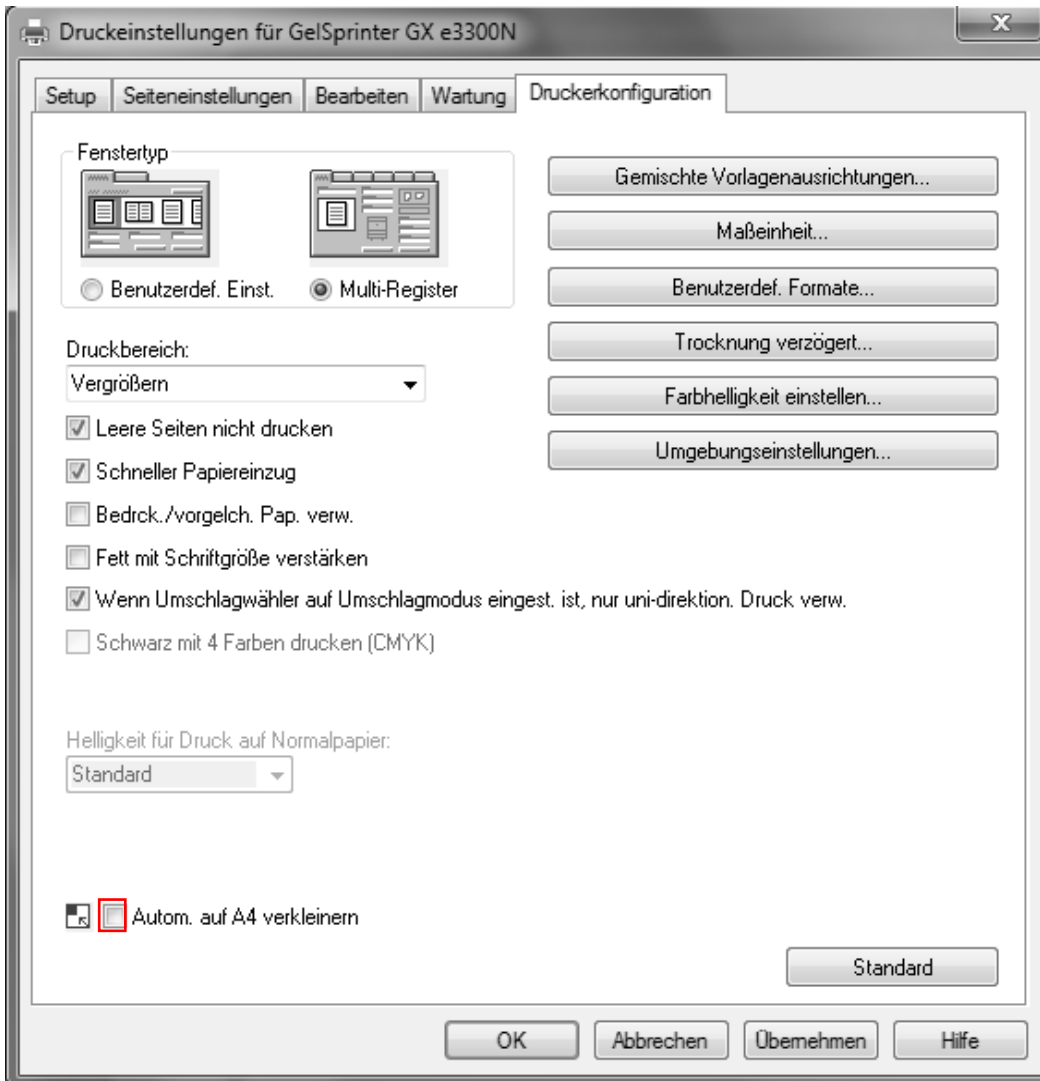 Druckeinstellungen für GelSprinter GX e3300N
X
Setup Seiteneinstellungen Bearbeiten Wartung Druckerkonfiguration
Fenstertyp
Benutzerdef. Einst. Multi-Register
Druckbereich:
Vergrößern
Leere Seiten nicht drucken
Schneller Papiereinzug
Bedrck./vorgelch. Pap. verw.
Fett mit Schriftgröße verstärken
Wenn Umschlagwähler auf Umschlagmodus eingest. ist, nur uni-direktion. Druck verw.
Schwarz mit 4 Farben drucken (CMYK)
Helligkeit für Druck auf Normalpapier:
Standard
Autom. auf A4 verkleinern
Gemischte Vorlagenausrichtungen...
Maßeinheit...
Benutzerdef. Formate...
Trocknung verzögert...
Farbhelligkeit einstellen...
Umgebungseinstellungen...
Standard
OK Abbrechen Übernehmen Hilfe